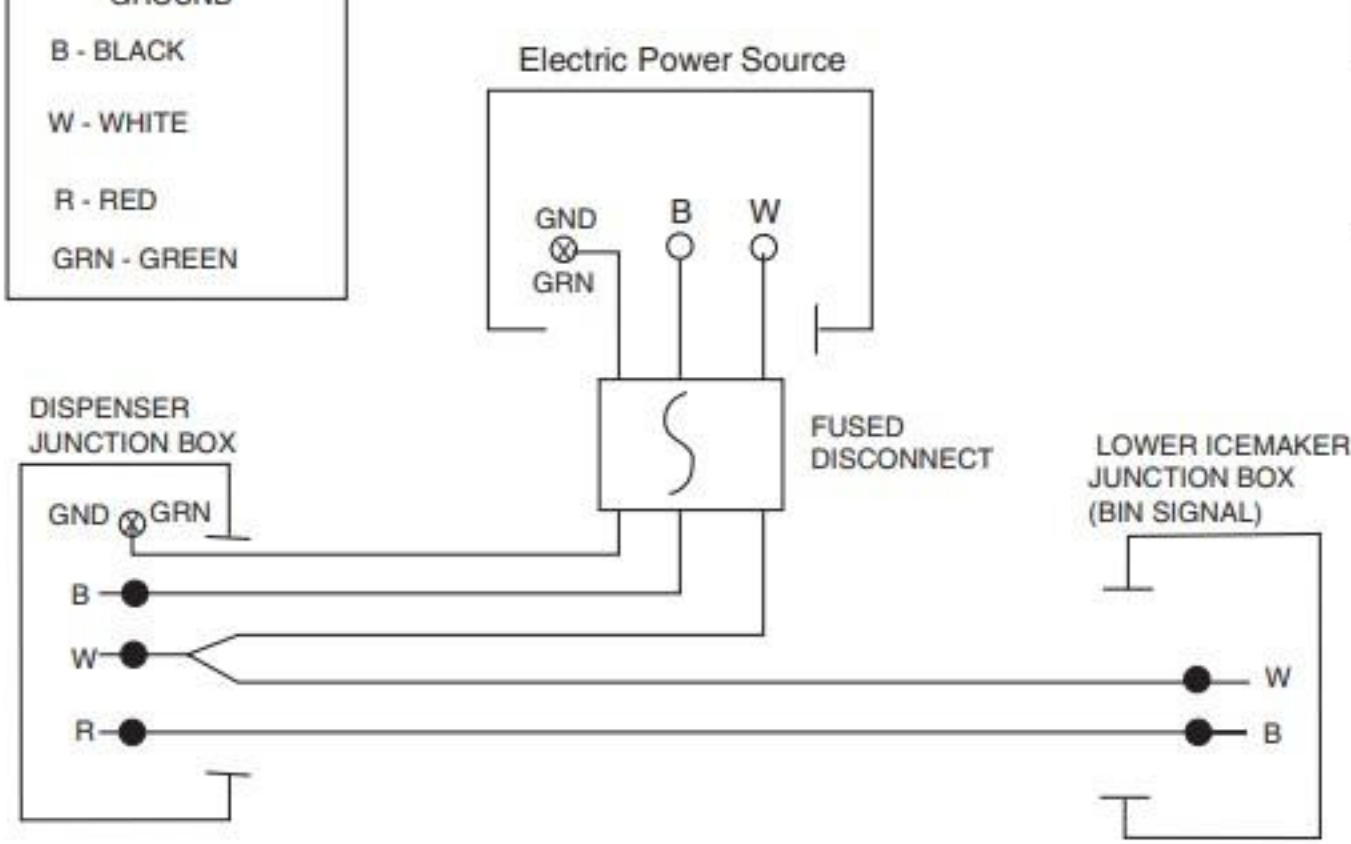 GROUND
B - BLACK
W - WHITE
R - RED
GRN - GREEN
Electric Power Source
GND
B
W
GRN
DISPENSER
JUNCTION BOX
FUSED
DISCONNECT
LOWER ICEMAKER
JUNCTION BOX
(BIN SIGNAL)
GND
GRN
B
W
R
W
B